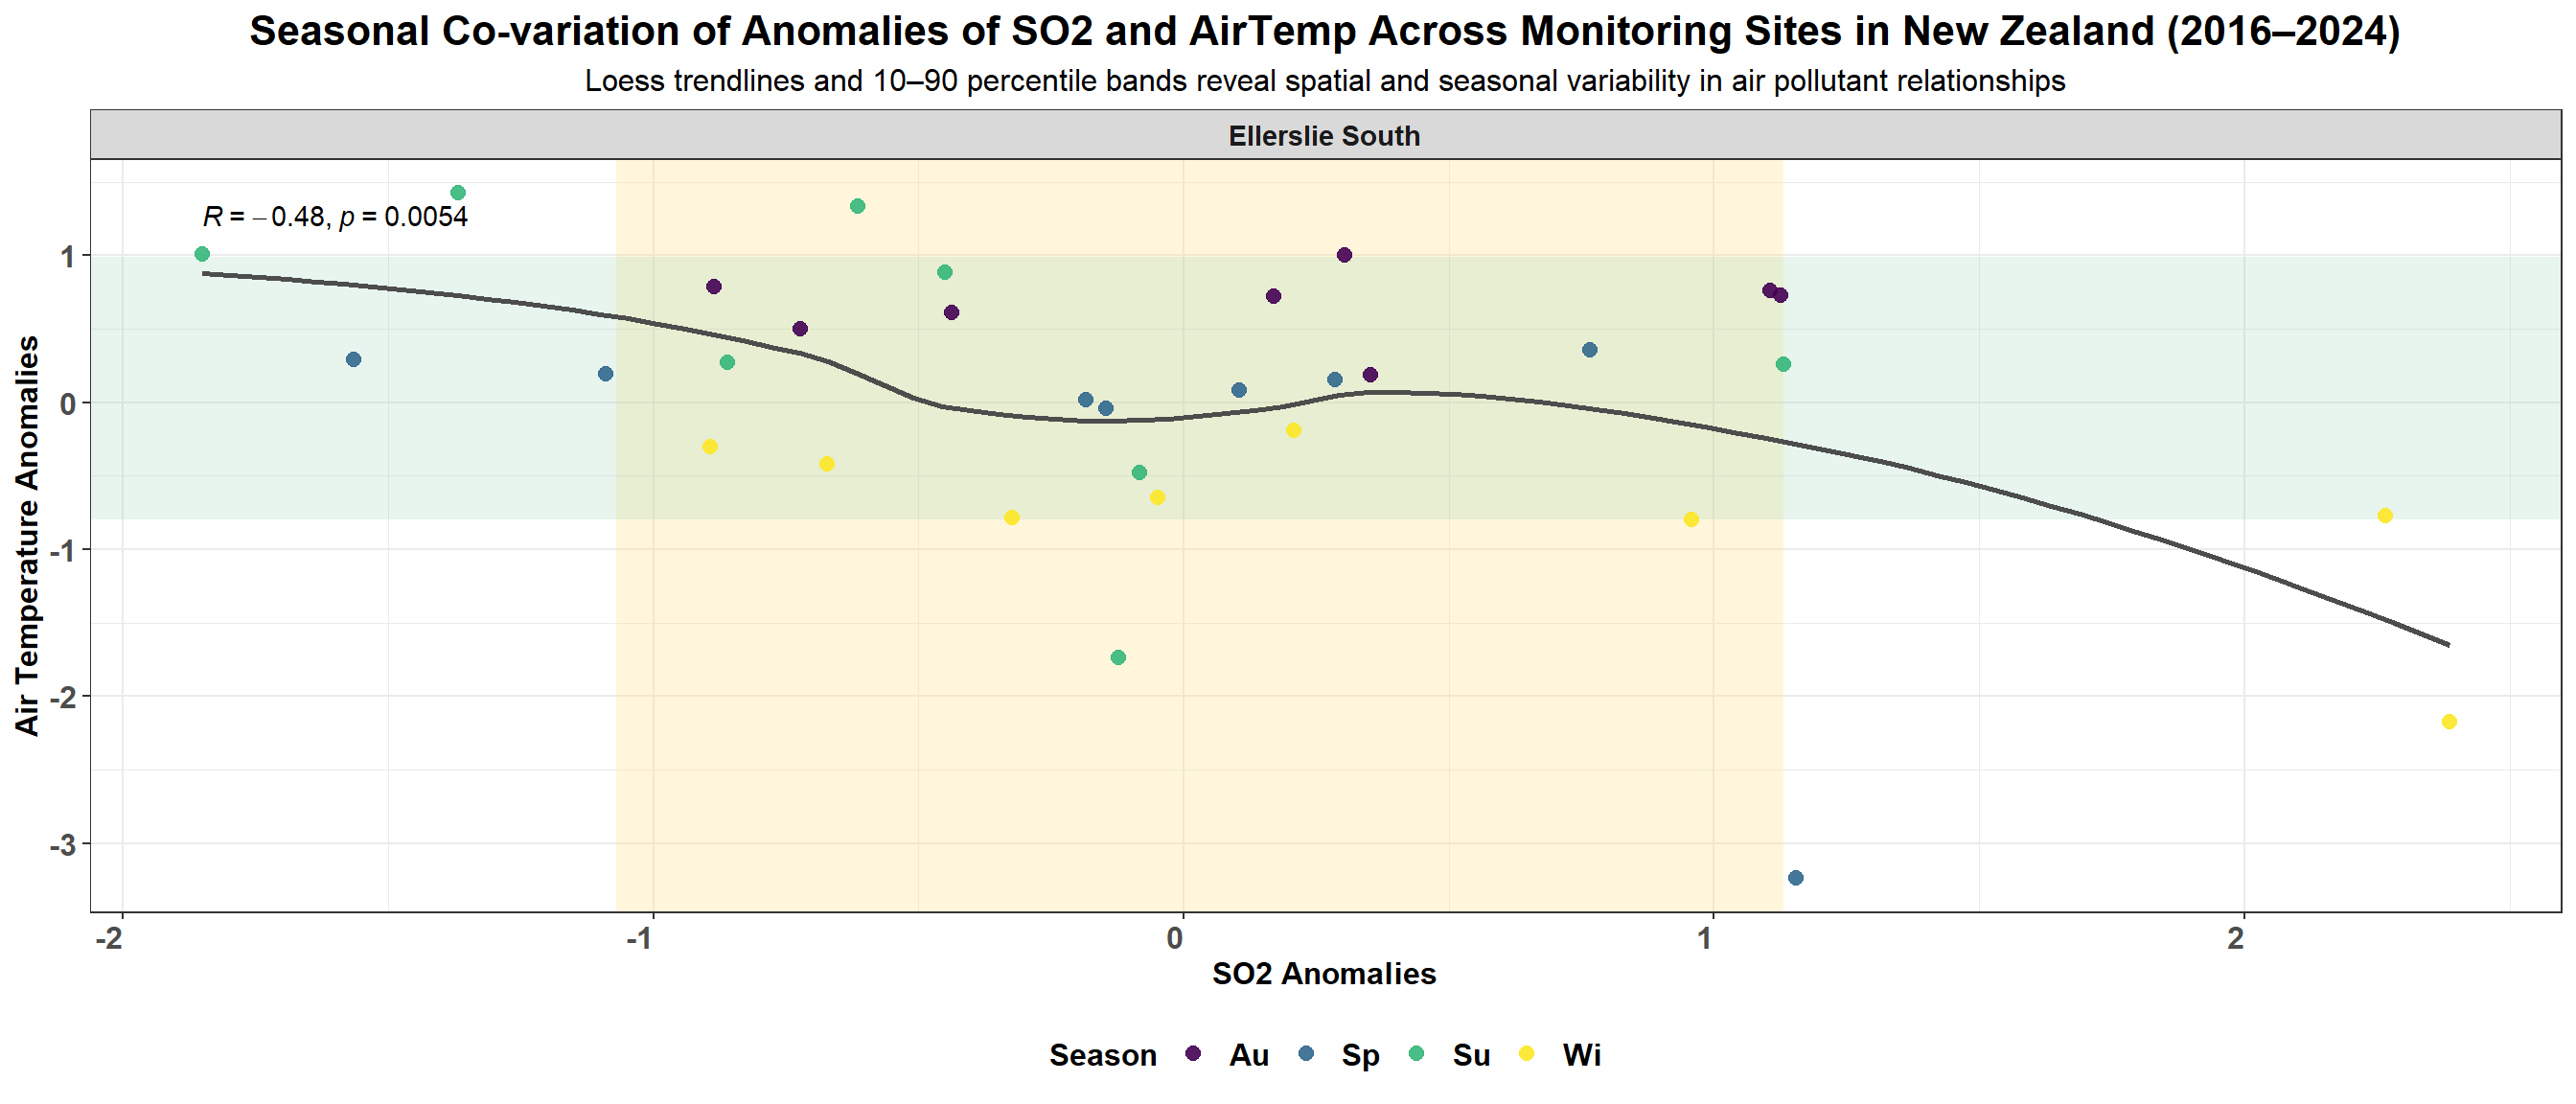 Seasonal Co-variation of Anomalies of SO2 and AirTemp Across Monitoring Sites in New Zealand (2016–2024)
Loess trendlines and 10–90 percentile bands reveal spatial and seasonal variability in air pollutant relationships
Ellerslie South
R = −0.48, p = 0.0054
Air Temperature Anomalies
1
0
-1
-2
-3
-2 -1 0 1 2
SO2 Anomalies
Season Au Sp Su Wi